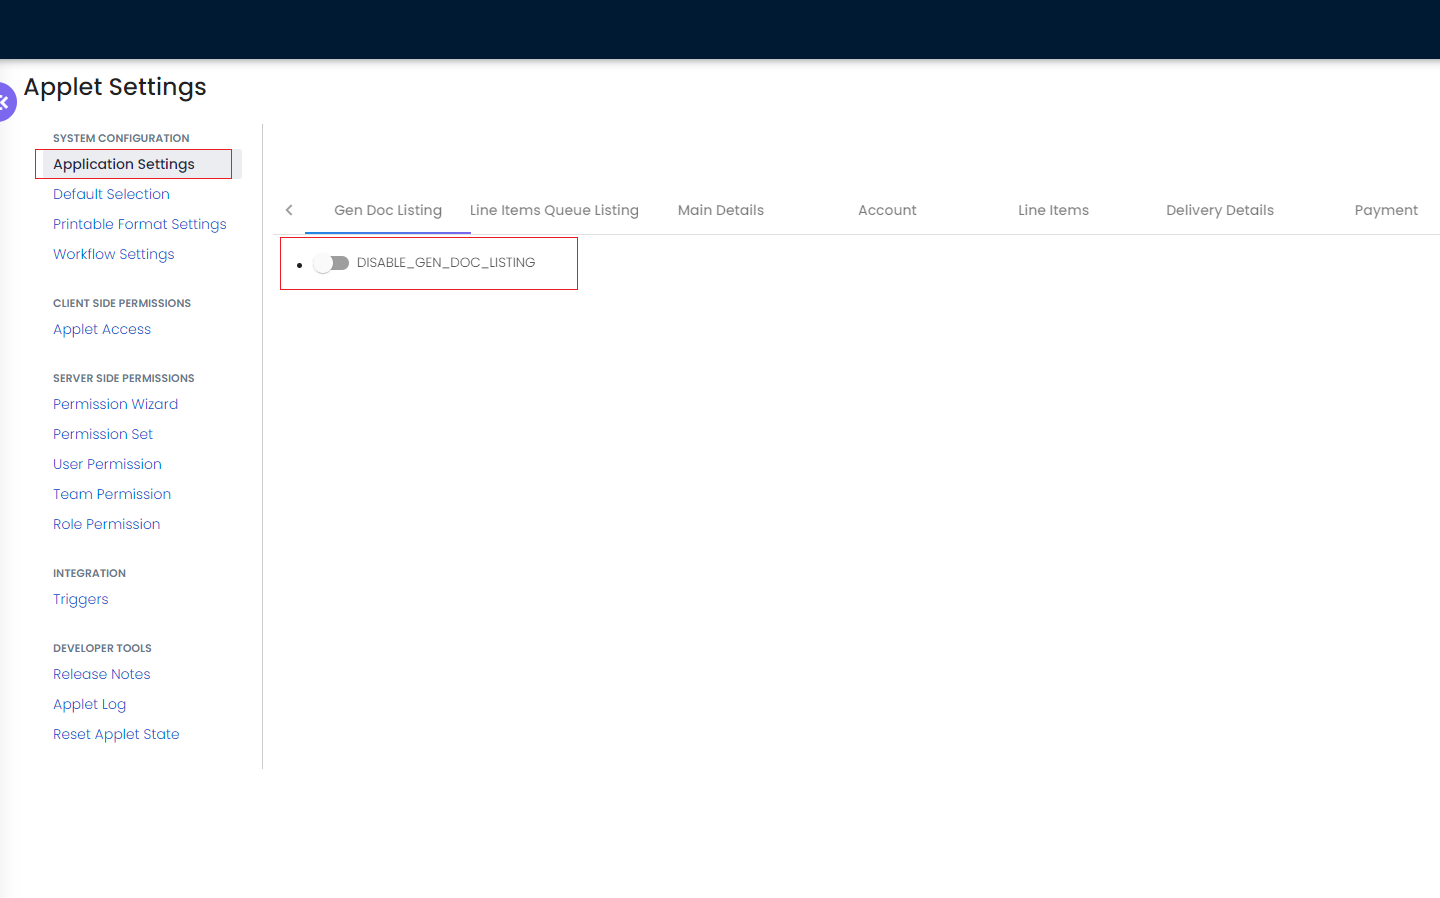 Applet Settings
SYSTEM CONFIGURATION
Application Settings
Default Selection
Printable Format Settings
Workflow Settings
CLIENT SIDE PERMISSIONS
Applet Access
SERVER SIDE PERMISSIONS
Permission Wizard
Permission Set
User Permission
Team Permission
Role Permission
INTEGRATION
Triggers
DEVELOPER TOOLS
Release Notes
Applet Log
Reset Applet State
Gen Doc Listing Line Items Queue Listing Main Details Account Line Items Delivery Details Payment
DISABLE_GEN_DOC_LISTING